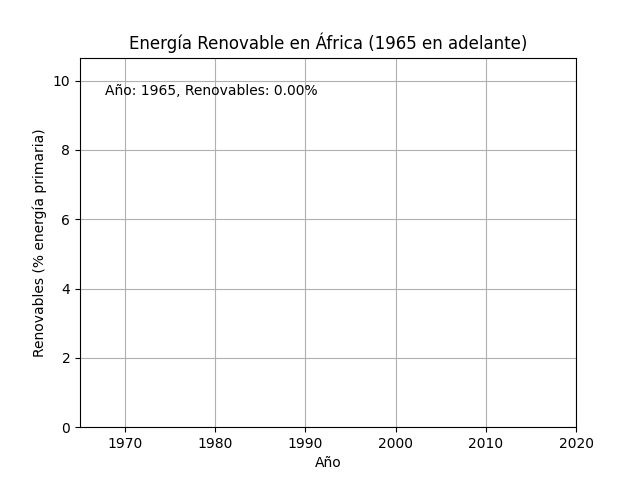 Energía Renovable en África (1965 en adelante)
Año: 1965, Renovables: 0.00%
Renovables (% energía primaria)
10
8
6
4
2
0
1970 1980 1990 2000 2010 2020
Año